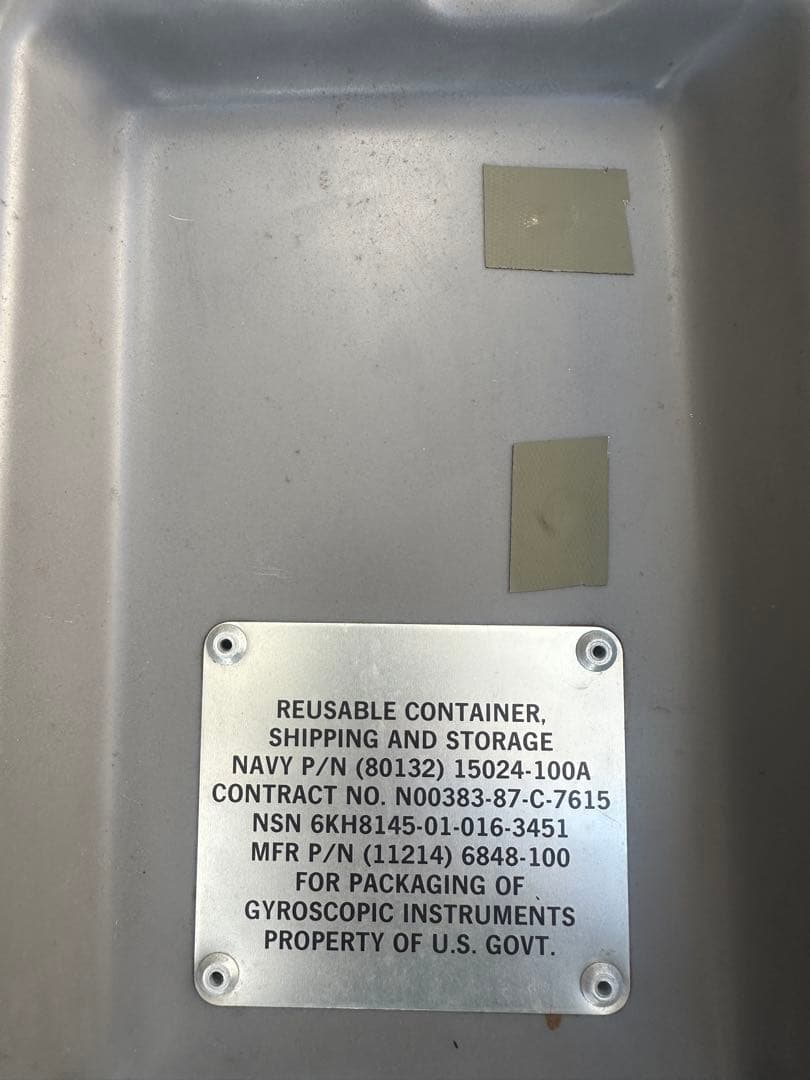 REUSABLE CONTAINER,
SHIPPING AND STORAGE
NAVY P/N (80132) 15024-100A
CONTRACT NO. N00383-87-C-7615
NSN 6KH8145-01-016-3451
MFR P/N (11214) 6848-100
FOR PACKAGING OF
GYROSCOPIC INSTRUMENTS
PROPERTY OF U.S. GOVT.